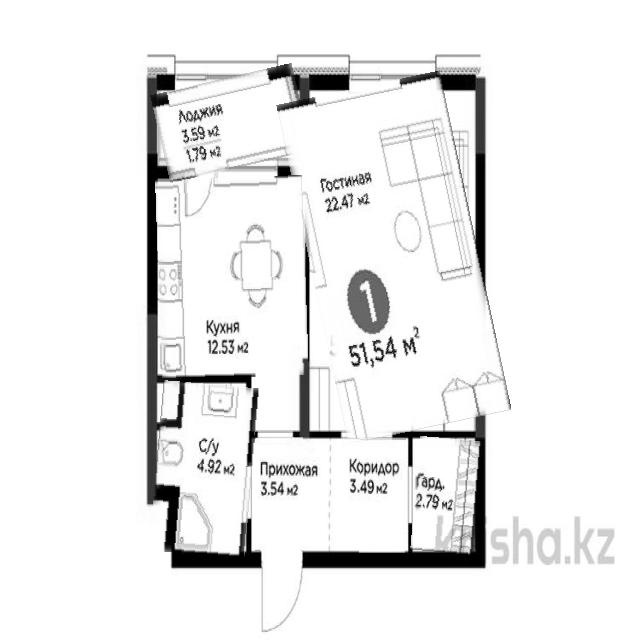 Лоджия
3.59 м2
1.79 м2
Гостиная
22.47 м2
1
51,54 м2
Кухня
12.53 м2
С/у
4.92 м2
Прихожая
3.54 м2
Коридор
3.49 м2
Гард.
2.79 м2
krisha.kz